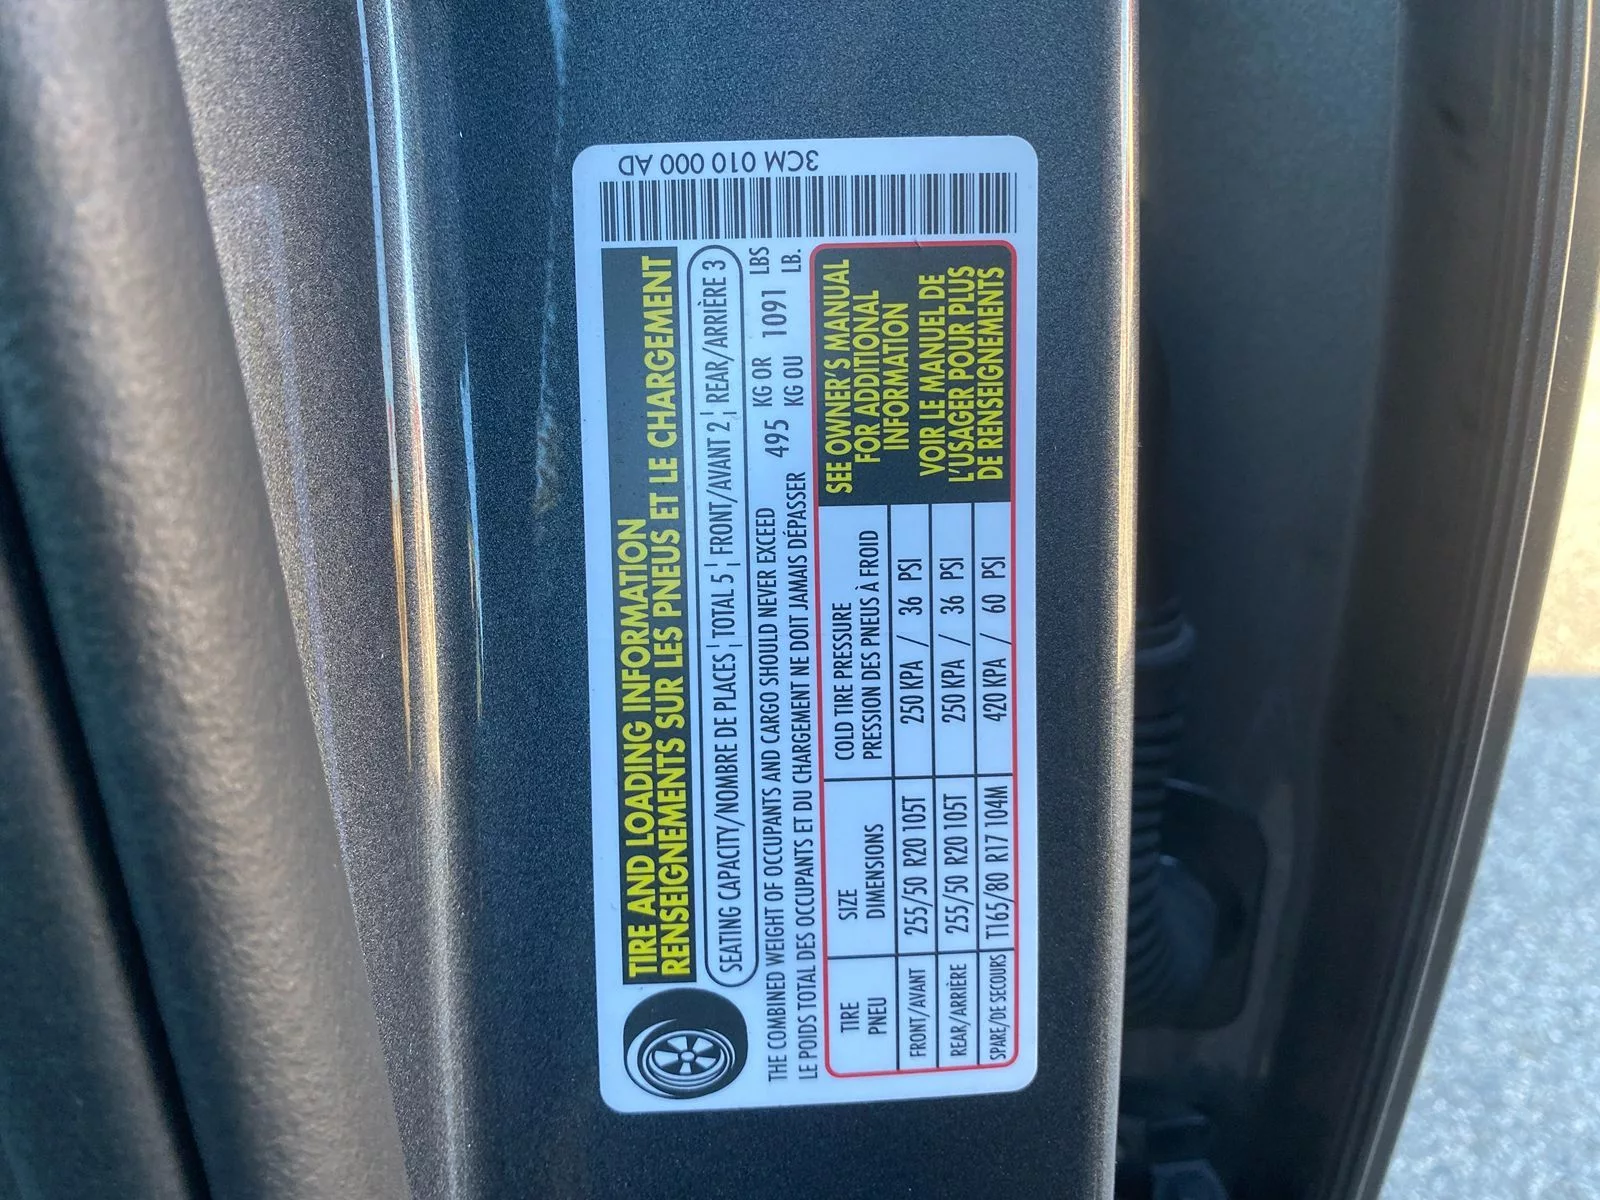 TIRE AND LOADING INFORMATION
RENSEIGNEMENTS SUR LES PNEUS ET LE CHARGEMENT
SEATING CAPACITY/NOMBRE DE PLACES ¦ TOTAL 5 ¦ FRONT/AVANT 2 ¦ REAR/ARRIÈRE 3
THE COMBINED WEIGHT OF OCCUPANTS AND CARGO SHOULD NEVER EXCEED 495 KG OR 1091 LBS
LE POIDS TOTAL DES OCCUPANTS ET DU CHARGEMENT NE DOIT JAMAIS DÉPASSER KG OU LB.
TIRE
PNEU
SIZE
DIMENSIONS
COLD TIRE PRESSURE
PRESSION DES PNEUS À FROID
FRONT/AVANT 255/50 R20 105T 250 KPA / 36 PSI
REAR/ARRIÈRE 255/50 R20 105T 250 KPA / 36 PSI
SPARE/DE SECOURS T165/80 R17 104M 420 KPA / 60 PSI
SEE OWNER'S MANUAL
FOR ADDITIONAL
INFORMATION
VOIR LE MANUEL DE
L'USAGER POUR PLUS
DE RENSEIGNEMENTS
3CM 010 000 AD